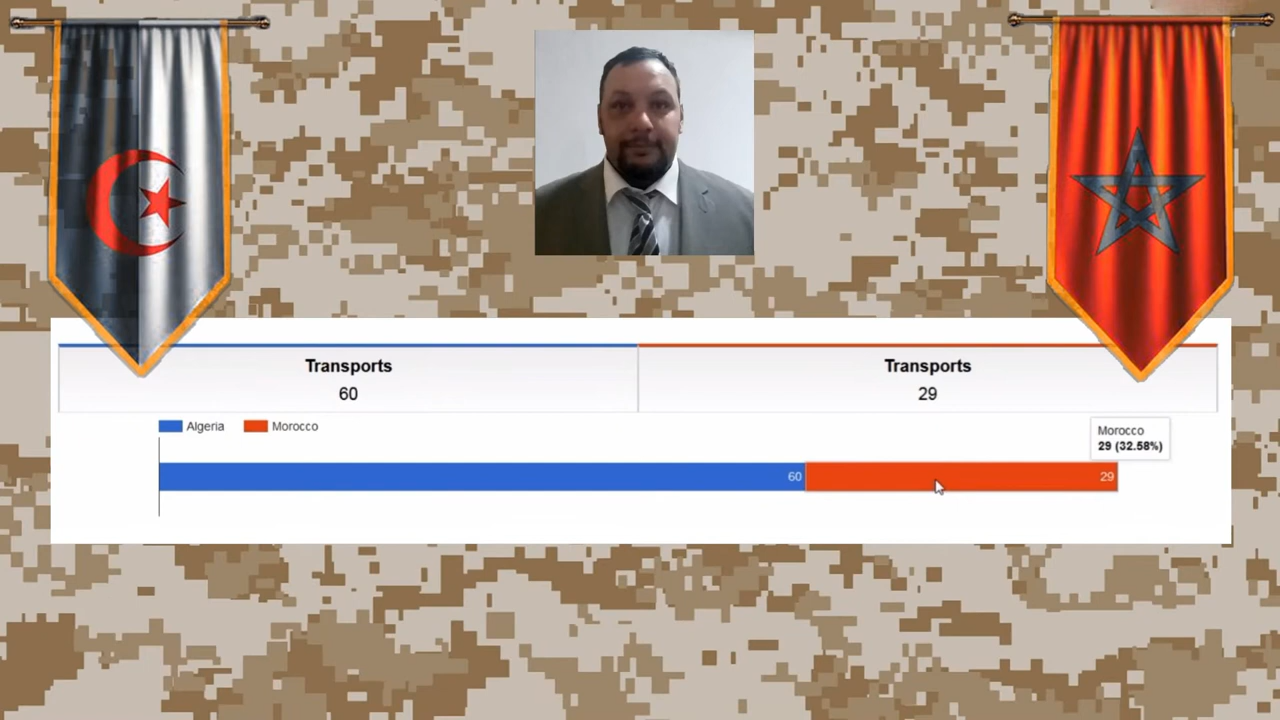 Transports
60
Transports
29
Algeria
Morocco
Morocco
29 (32.58%)
60
29